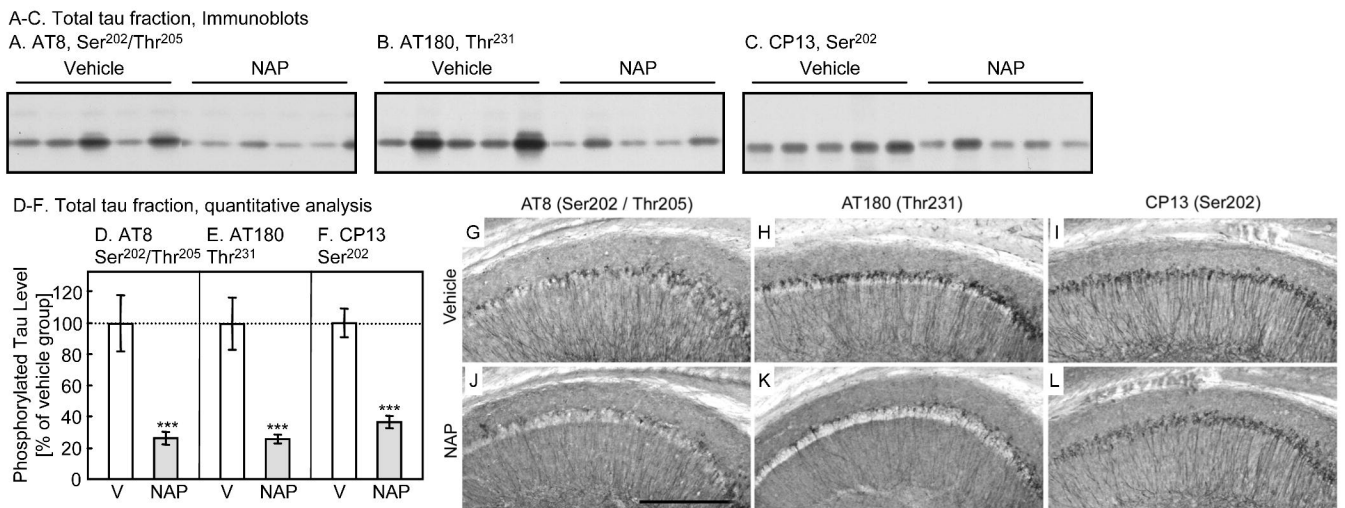 A-C. Total tau fraction, Immunoblots
A. AT8, Ser202/Thr205
B. AT180, Thr231
C. CP13, Ser202
Vehicle
NAP
Vehicle
NAP
Vehicle
NAP
D-F. Total tau fraction, quantitative analysis
D. AT8
Ser202/Thr205
E. AT180
Thr231
F. CP13
Ser202
Phosphorylated Tau Level
[% of vehicle group]
120
100
80
60
40
20
0
***
***
***
V
NAP
V
NAP
V
NAP
AT8 (Ser202 / Thr205)
AT180 (Thr231)
CP13 (Ser202)
Vehicle
G
H
I
NAP
J
K
L